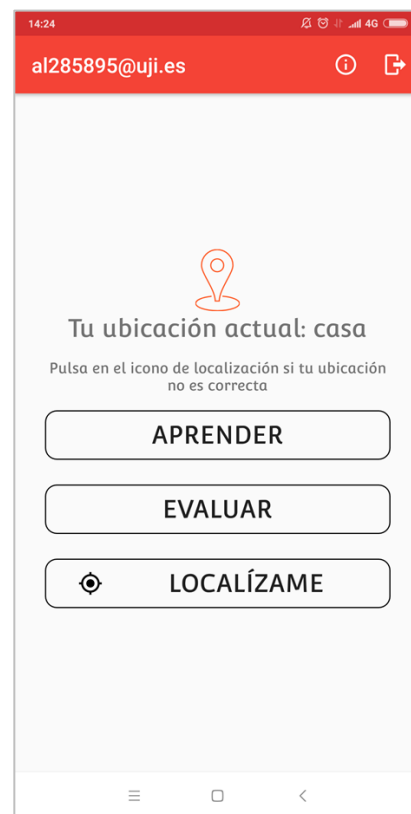 14:24
4G
al285895@uji.es
Tu ubicación actual: casa
Pulsa en el icono de localización si tu ubicación
no es correcta
APRENDER
EVALUAR
LOCALÍZAME